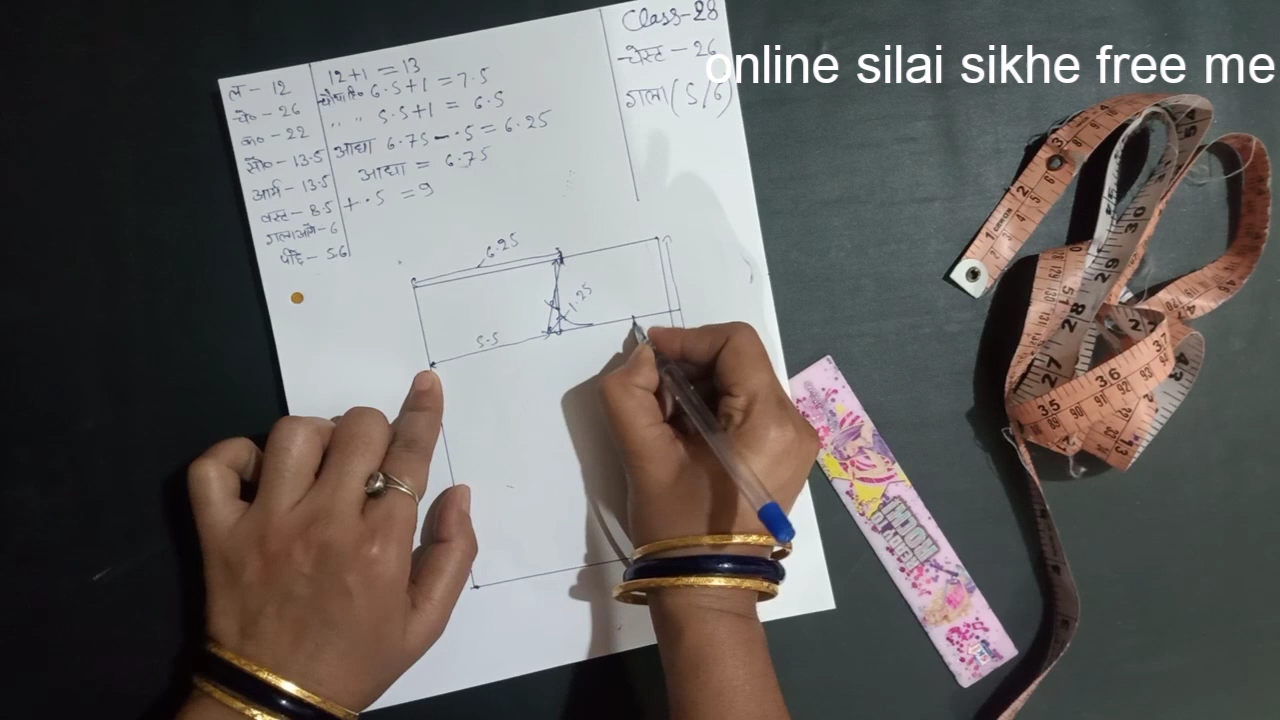 Class-28
चेस्ट - 26
गला (5/6)
online silai sikhe free me
ल - 12
चे० - 26
क० - 22
सो० - 13.5
आर्म - 13.5
वेस्ट - 8.5
गला आगे - 6
पीछे - 5.6
12+1 = 13
6.5+1 = 7.5
" " 5.5+1 = 6.5
आधा 6.75 - .5 = 6.25
आधा = 6.75
+ .5 = 9
6.25
1.25
5.5